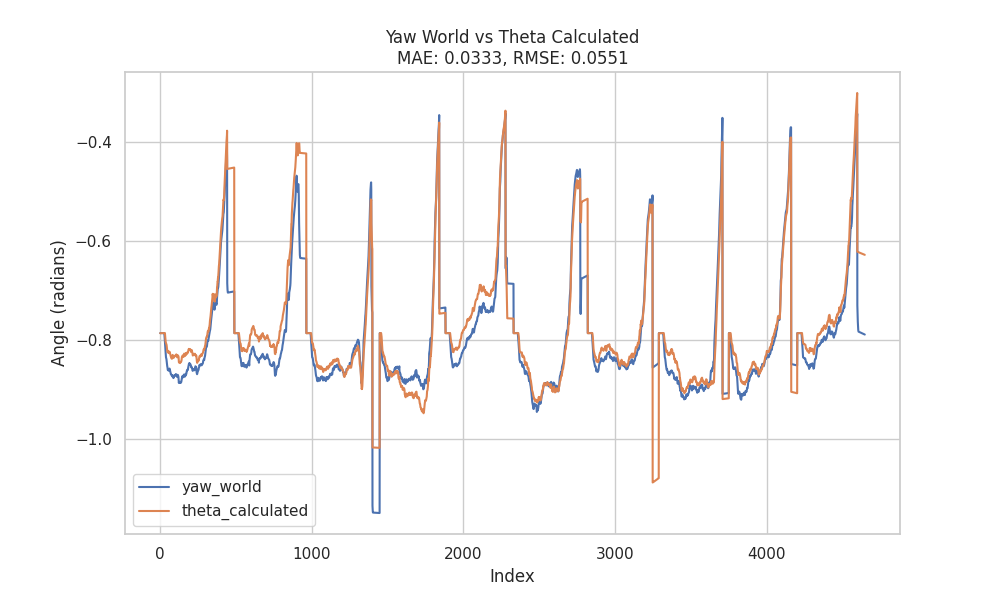 Yaw World vs Theta Calculated
MAE: 0.0333, RMSE: 0.0551
Angle (radians)
−0.4
−0.6
−0.8
−1.0
yaw_world
theta_calculated
0
1000
2000
3000
4000
Index